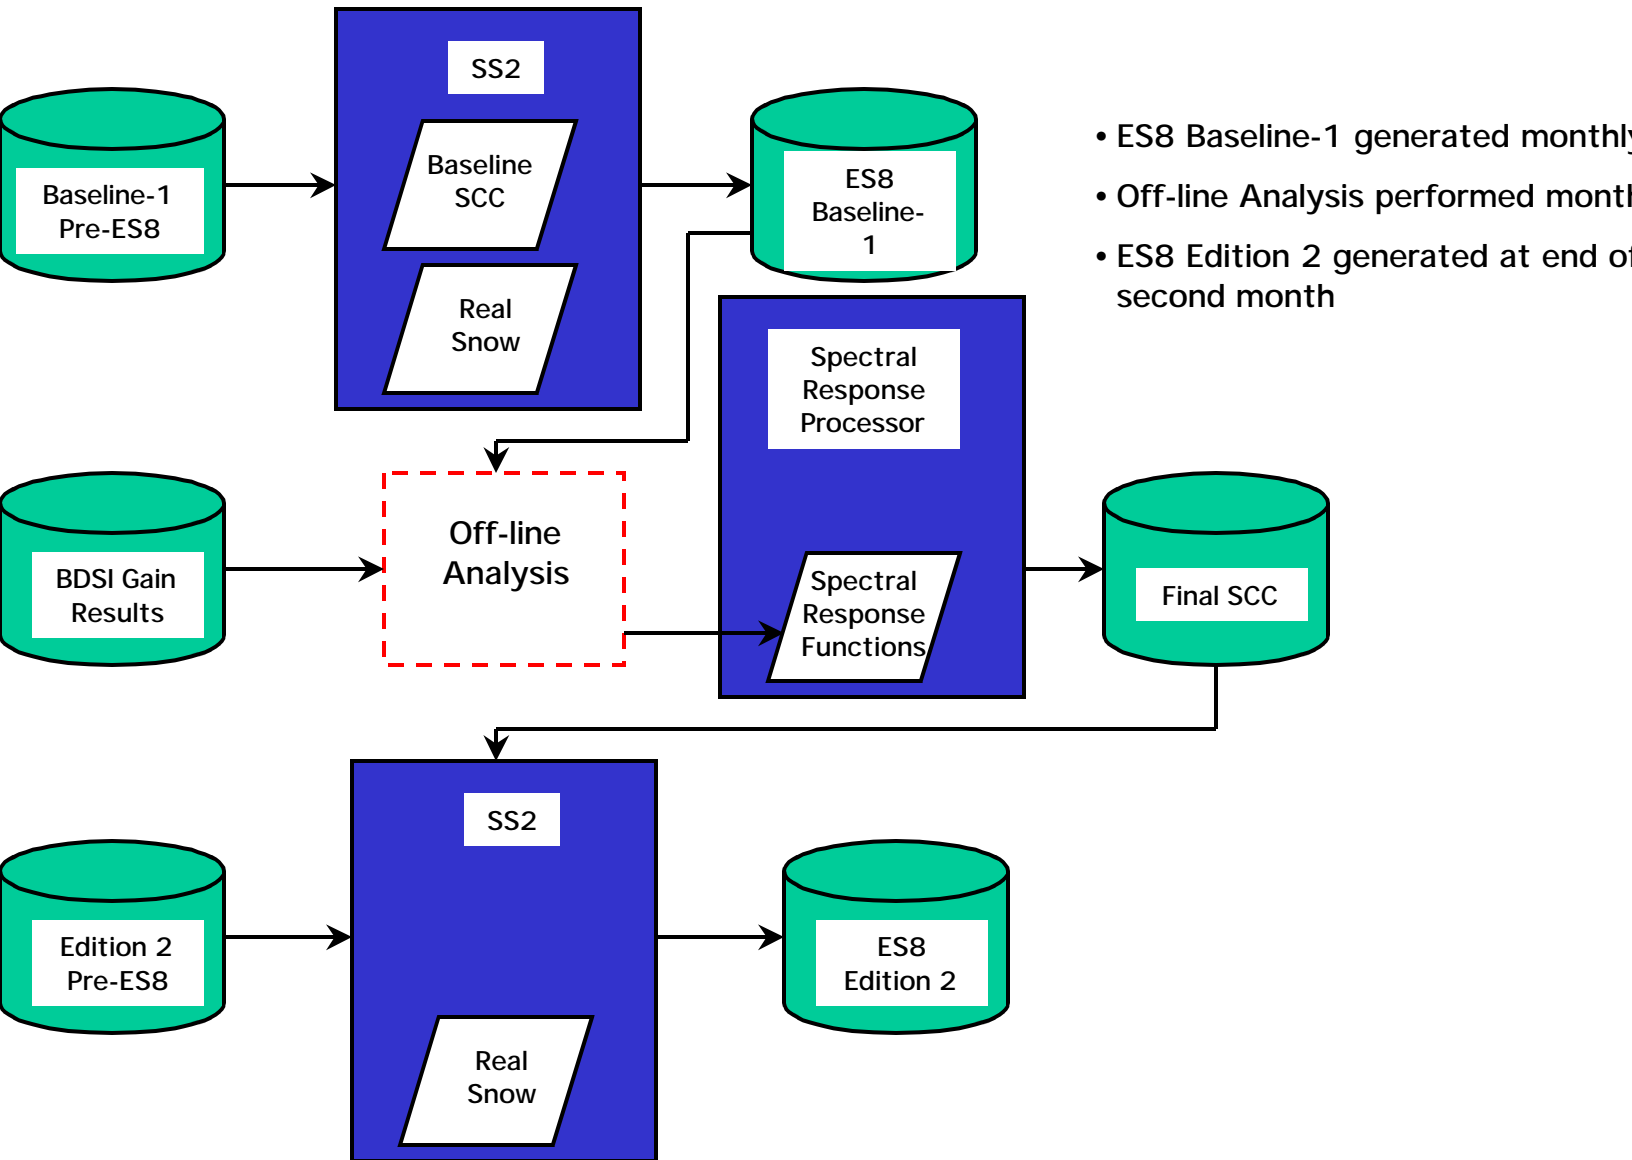 SS2
Baseline-1
Pre-ES8
Baseline
SCC
Real
Snow
ES8
Baseline-
1
• ES8 Baseline-1 generated monthly
• Off-line Analysis performed
• ES8 Edition 2 generated at end of
second month
Spectral
Response
Processor
BDSI Gain
Results
Off-line
Analysis
Spectral
Response
Functions
Final SCC
SS2
Edition 2
Pre-ES8
Real
Snow
ES8
Edition 2